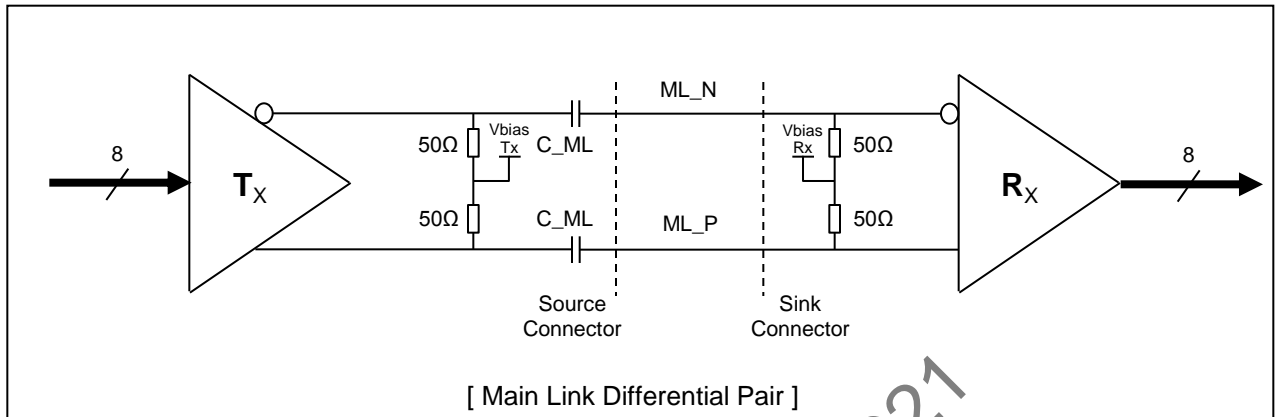 ML_N
8
Vbias
Tx
Vbias
Rx
50Ω
C_ML
50Ω
8
TX
RX
50Ω
C_ML
ML_P
50Ω
Source
Connector
Sink
Connector
[ Main Link Differential Pair ]
021